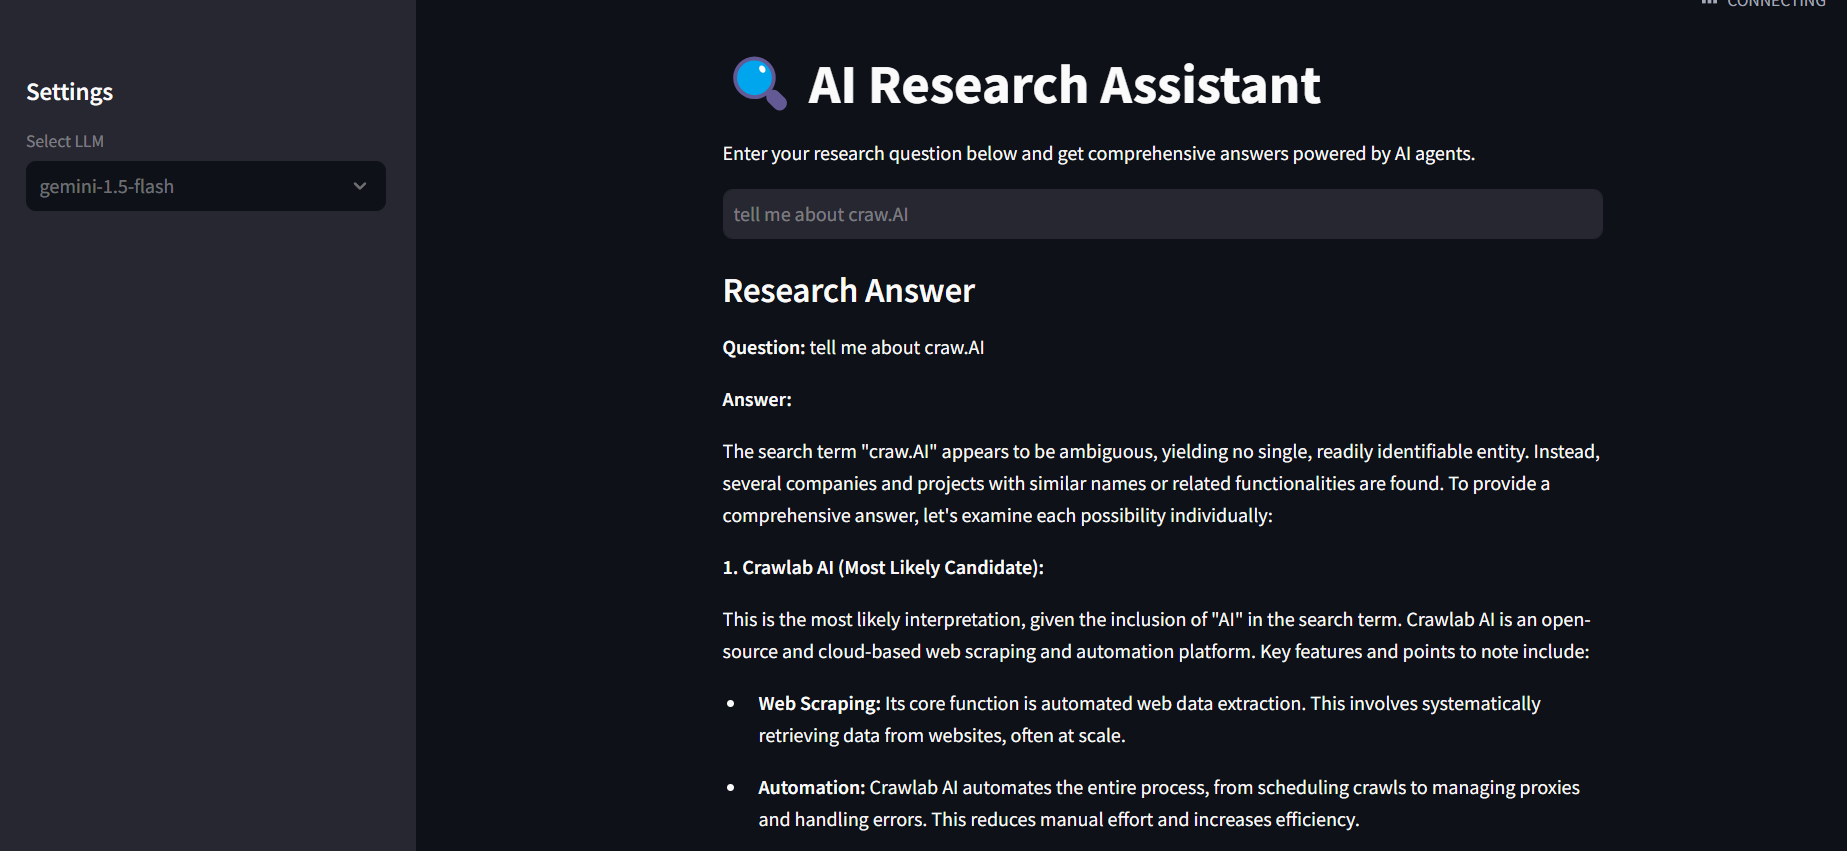 CONNECTING
Settings
Select LLM
gemini-1.5-flash
AI Research Assistant
Enter your research question below and get comprehensive answers powered by AI agents.
tell me about craw.AI
Research Answer
Question: tell me about craw.AI
Answer:
The search term "craw.AI" appears to be ambiguous, yielding no single, readily identifiable entity. Instead,
several companies and projects with similar names or related functionalities are found. To provide a
comprehensive answer, let's examine each possibility individually:
1. Crawlab AI (Most Likely Candidate):
This is the most likely interpretation, given the inclusion of "AI" in the search term. Crawlab AI is an open-
source and cloud-based web scraping and automation platform. Key features and points to note include:
• Web Scraping: Its core function is automated web data extraction. This involves systematically
retrieving data from websites, often at scale.
• Automation: Crawlab AI automates the entire process, from scheduling crawls to managing proxies
and handling errors. This reduces manual effort and increases efficiency.